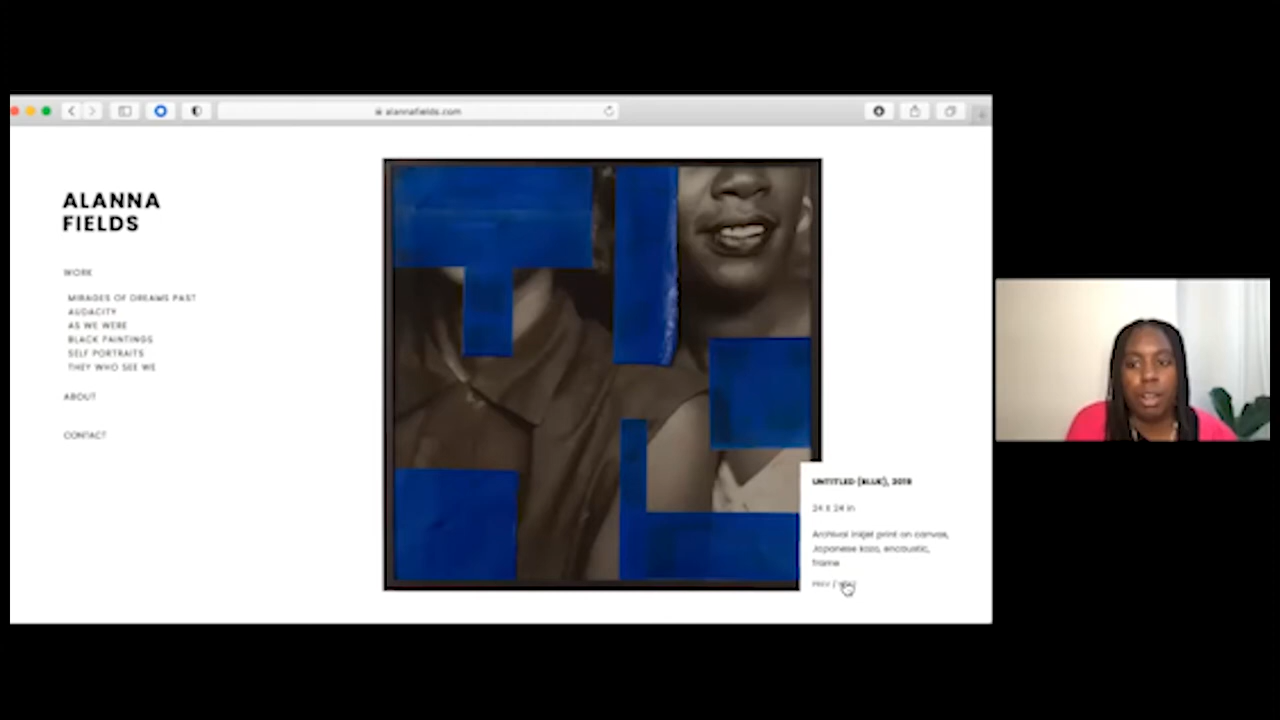 alannafields.com
ALANNA
FIELDS
WORK
MIRAGES OF DREAMS PAST
AUDACITY
AS WE WERE
BLACK PAINTINGS
SELF PORTRAITS
THEY WHO SEE WE
ABOUT
CONTACT
UNTITLED (BLUE), 2019
24 X 24 in
Archival inkjet print on canvas,
Japanese kozo, encaustic,
frame
PREV /